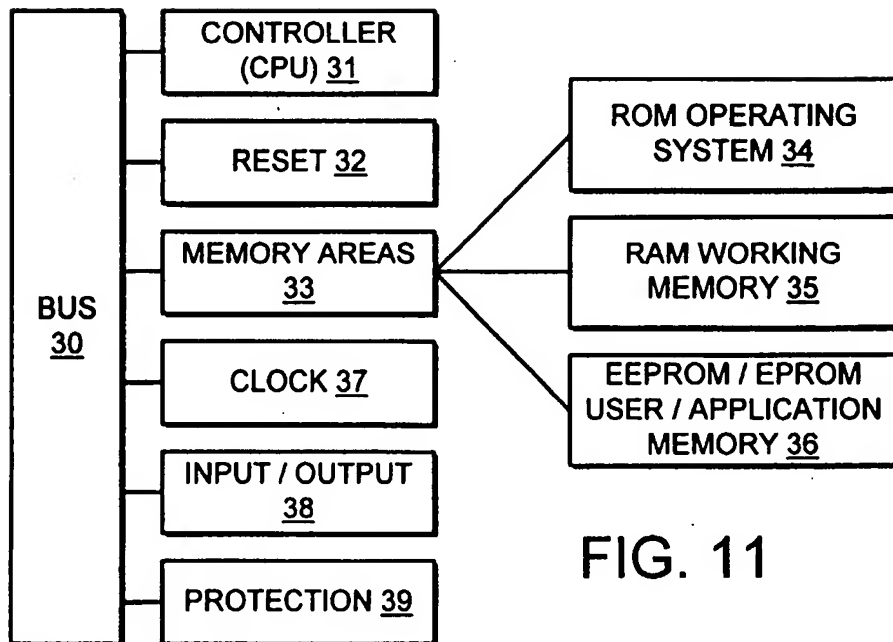 BUS
30
CONTROLLER
(CPU) 31
RESET 32
MEMORY AREAS
33
CLOCK 37
INPUT / OUTPUT
38
PROTECTION 39
ROM OPERATING
SYSTEM 34
RAM WORKING
MEMORY 35
EEPROM / EPROM
USER / APPLICATION
MEMORY 36
FIG. 11